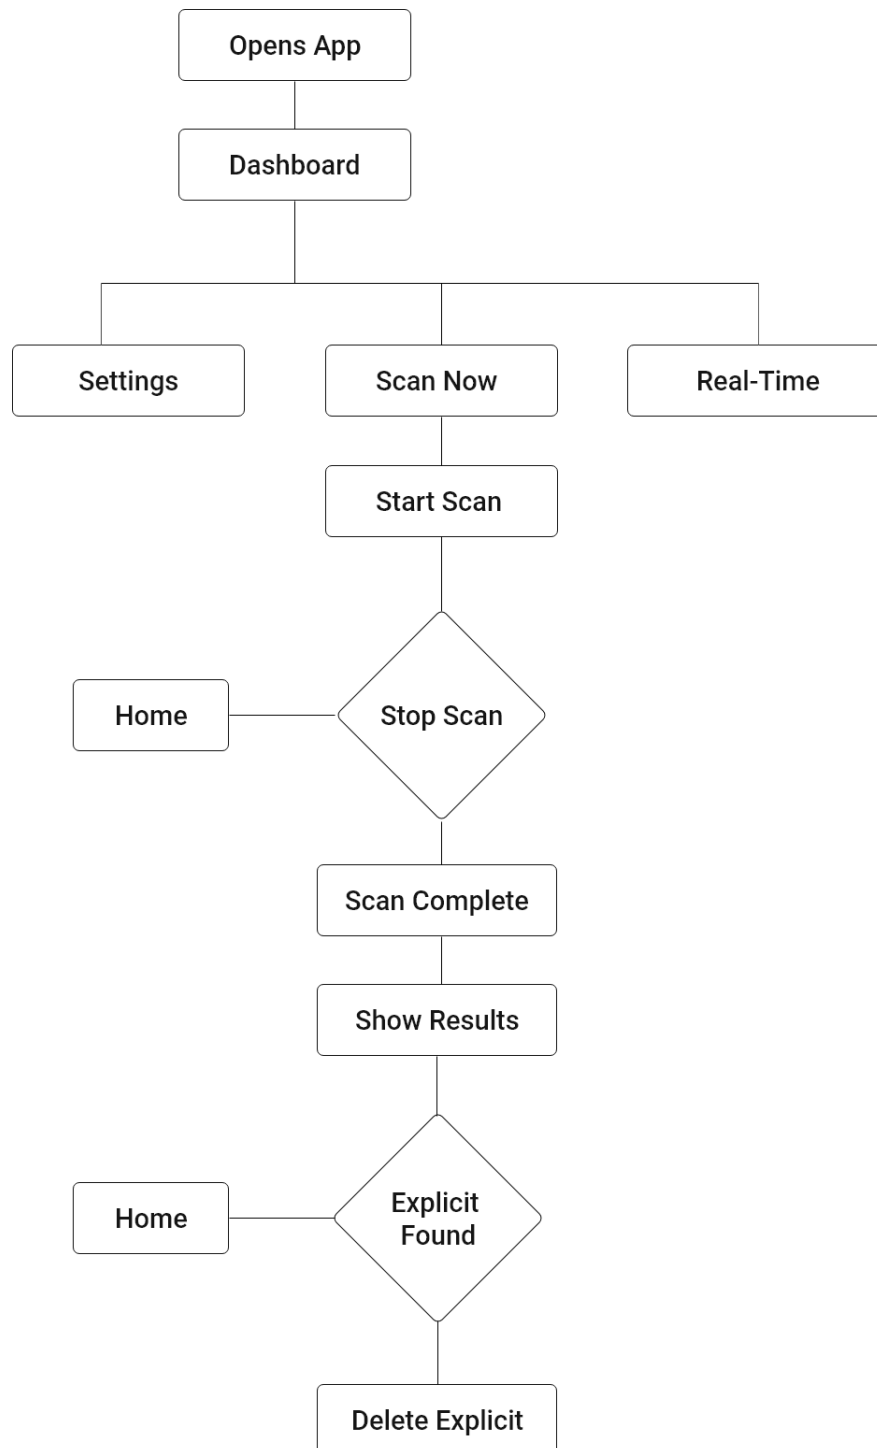 Opens App
Dashboard
Settings
Scan Now
Real-Time
Start Scan
Home
Stop Scan
Scan Complete
Show Results
Home
Explicit
Found
Delete Explicit